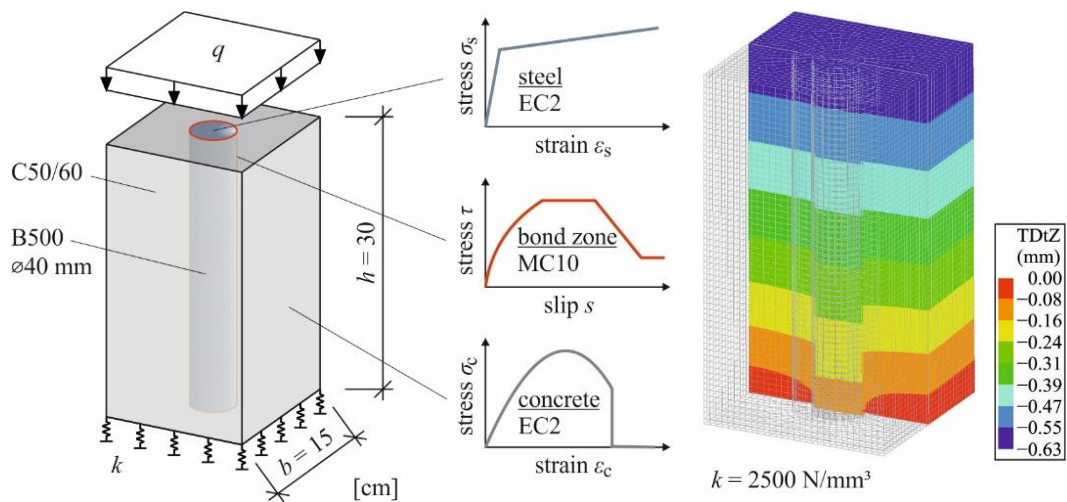 q
C50/60
B500
⌀40 mm
h = 30
b = 15
k
[cm]
stress σs
steel
EC2
strain εs
stress τ
bond zone
MC10
slip s
stress σc
concrete
EC2
strain εc
k = 2500 N/mm³
TDtZ
(mm)
0.00
−0.08
−0.16
−0.24
−0.31
−0.39
−0.47
−0.55
−0.63